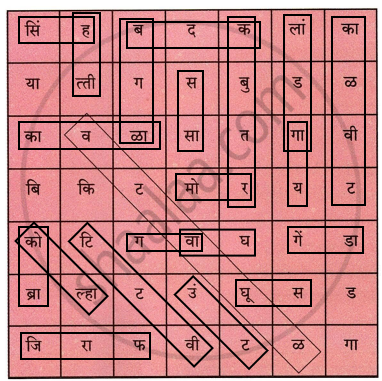 सिं ह ब द क लां का
या त्ती ग स बु ड ळ
का व ळा सा त गा वी
बि कि ट मो र य ट
को टि ग वा घ गें डा
ब्रा ल्हा ट उं घू स ड
जि रा फ वी ट ळ गा
shaalaa.com